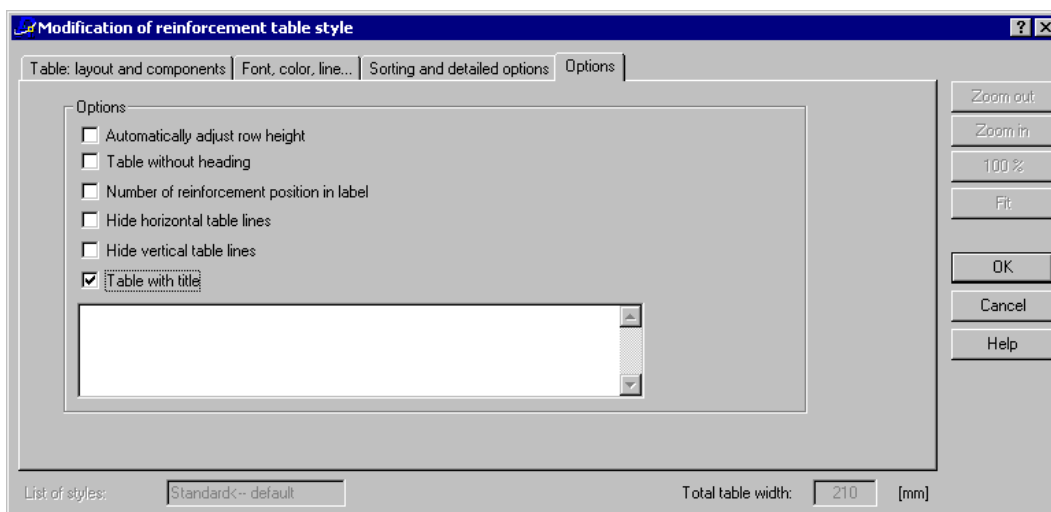 Modification of reinforcement table style
Table: layout and components Font, color, line... Sorting and detailed options Options
Options
Automatically adjust row height
Table without heading
Number of reinforcement position in label
Hide horizontal table lines
Hide vertical table lines
Table with title
Zoom out
Zoom in
100 %
Fit
OK
Cancel
Help
List of styles: Standard<-- default Total table width: 210 [mm]